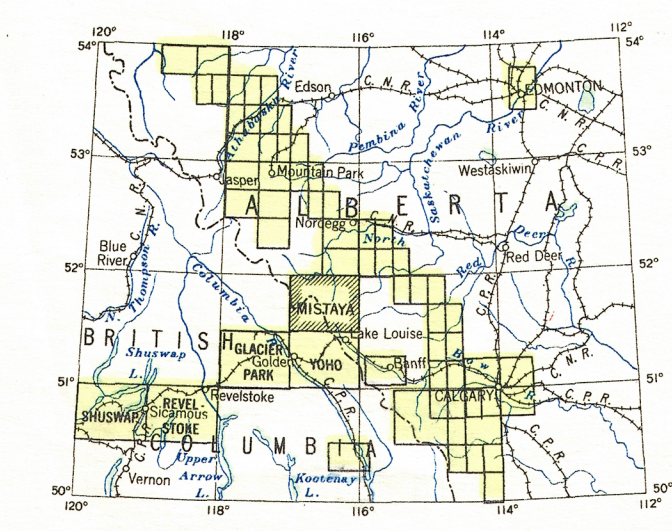 120° 118° 116° 114° 112°
54° 54°
Edson C. N. R. EDMONTON
Athabaska River
Pembina River
River C. N. R.
C. P. R.
53° 53°
Jasper Mountain Park Westaskiwin
Saskatchewan
C. N. R.
ALBERTA
Nordegg C. N. R.
North
Blue River
N. Thompson R.
Red Deer R.
Red Deer
52° 52°
Columbia R.
MISTAYA
C. P. R.
BRITISH
Lake Louise
Shuswap L.
GLACIER PARK
Golden
YOHO
Banff
Bow R.
C. N. R.
51° 51°
Revelstoke
CALGARY
C. P. R.
SHUSWAP
REVEL STOKE
Sicamous
C. P. R.
C. P. R.
C. P. R.
COLUMBIA
Upper Arrow L.
Kootenay L.
Vernon
50° 50°
120° 118° 116° 114°